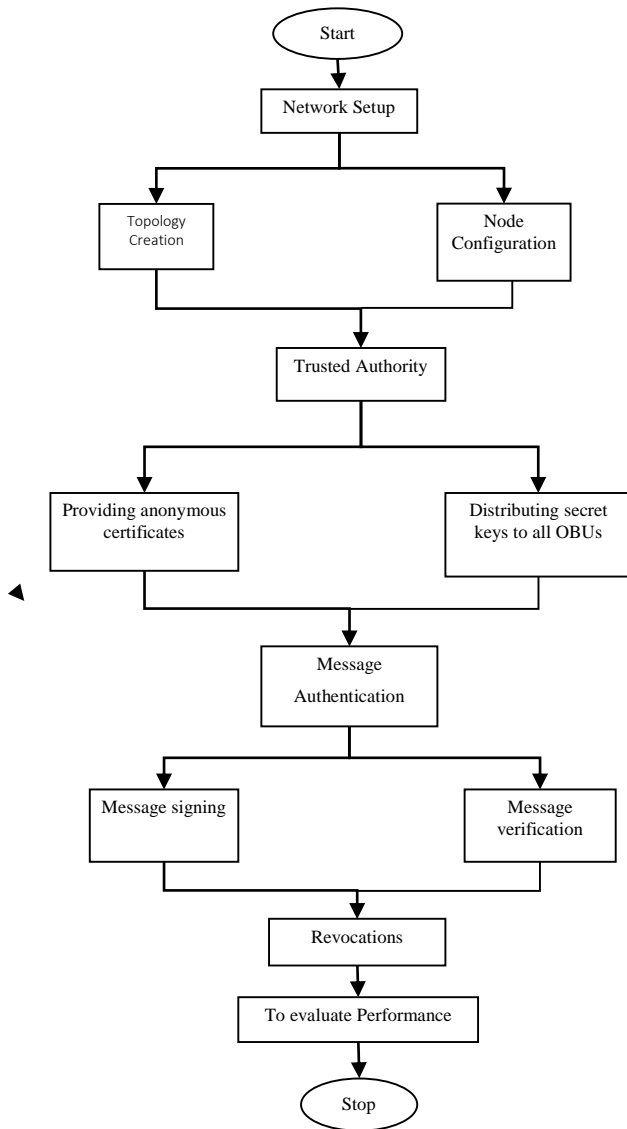 Start
Network Setup
Topology
Creation
Node
Configuration
Trusted Authority
Providing anonymous
certificates
Distributing secret
keys to all OBUs
Message
Authentication
Message signing
Message
verification
Revocations
To evaluate Performance
Stop